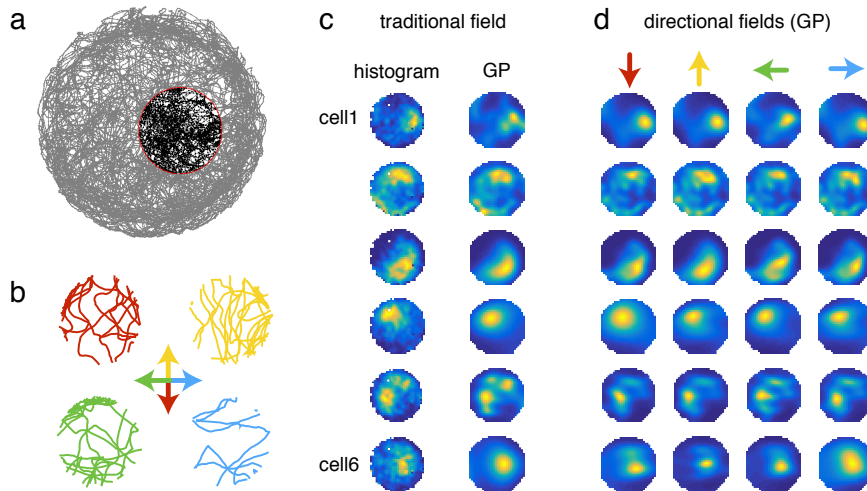 a
b
c
traditional field
histogram GP
cell1
cell6
d
directional fields (GP)